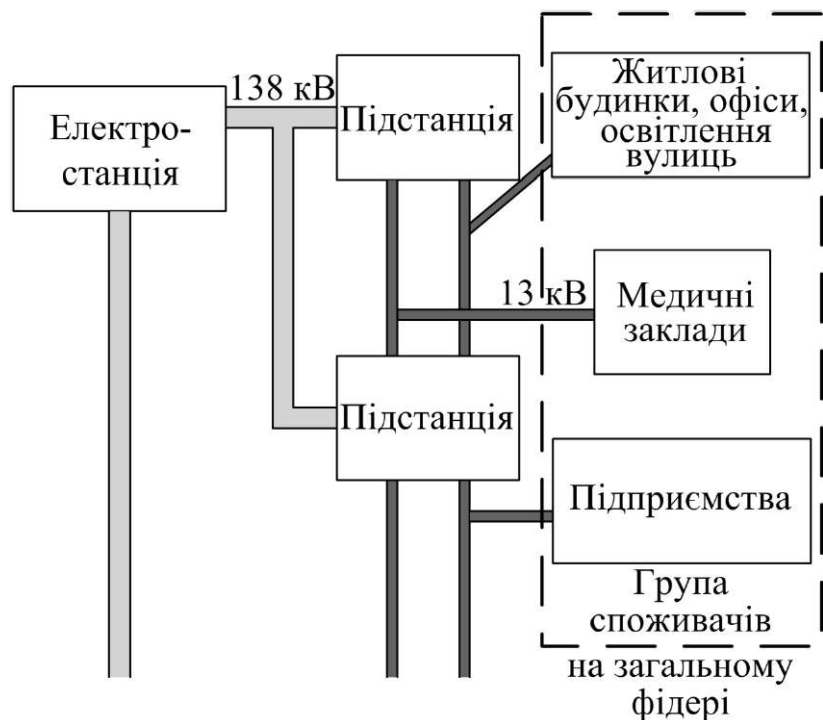 Електро-
станція
138 кВ
Підстанція
Житлові
будинки, офіси,
освітлення
вулиць
13 кВ
Медичні
заклади
Підстанція
Підприємства
Група
споживачів
на загальному
фідері